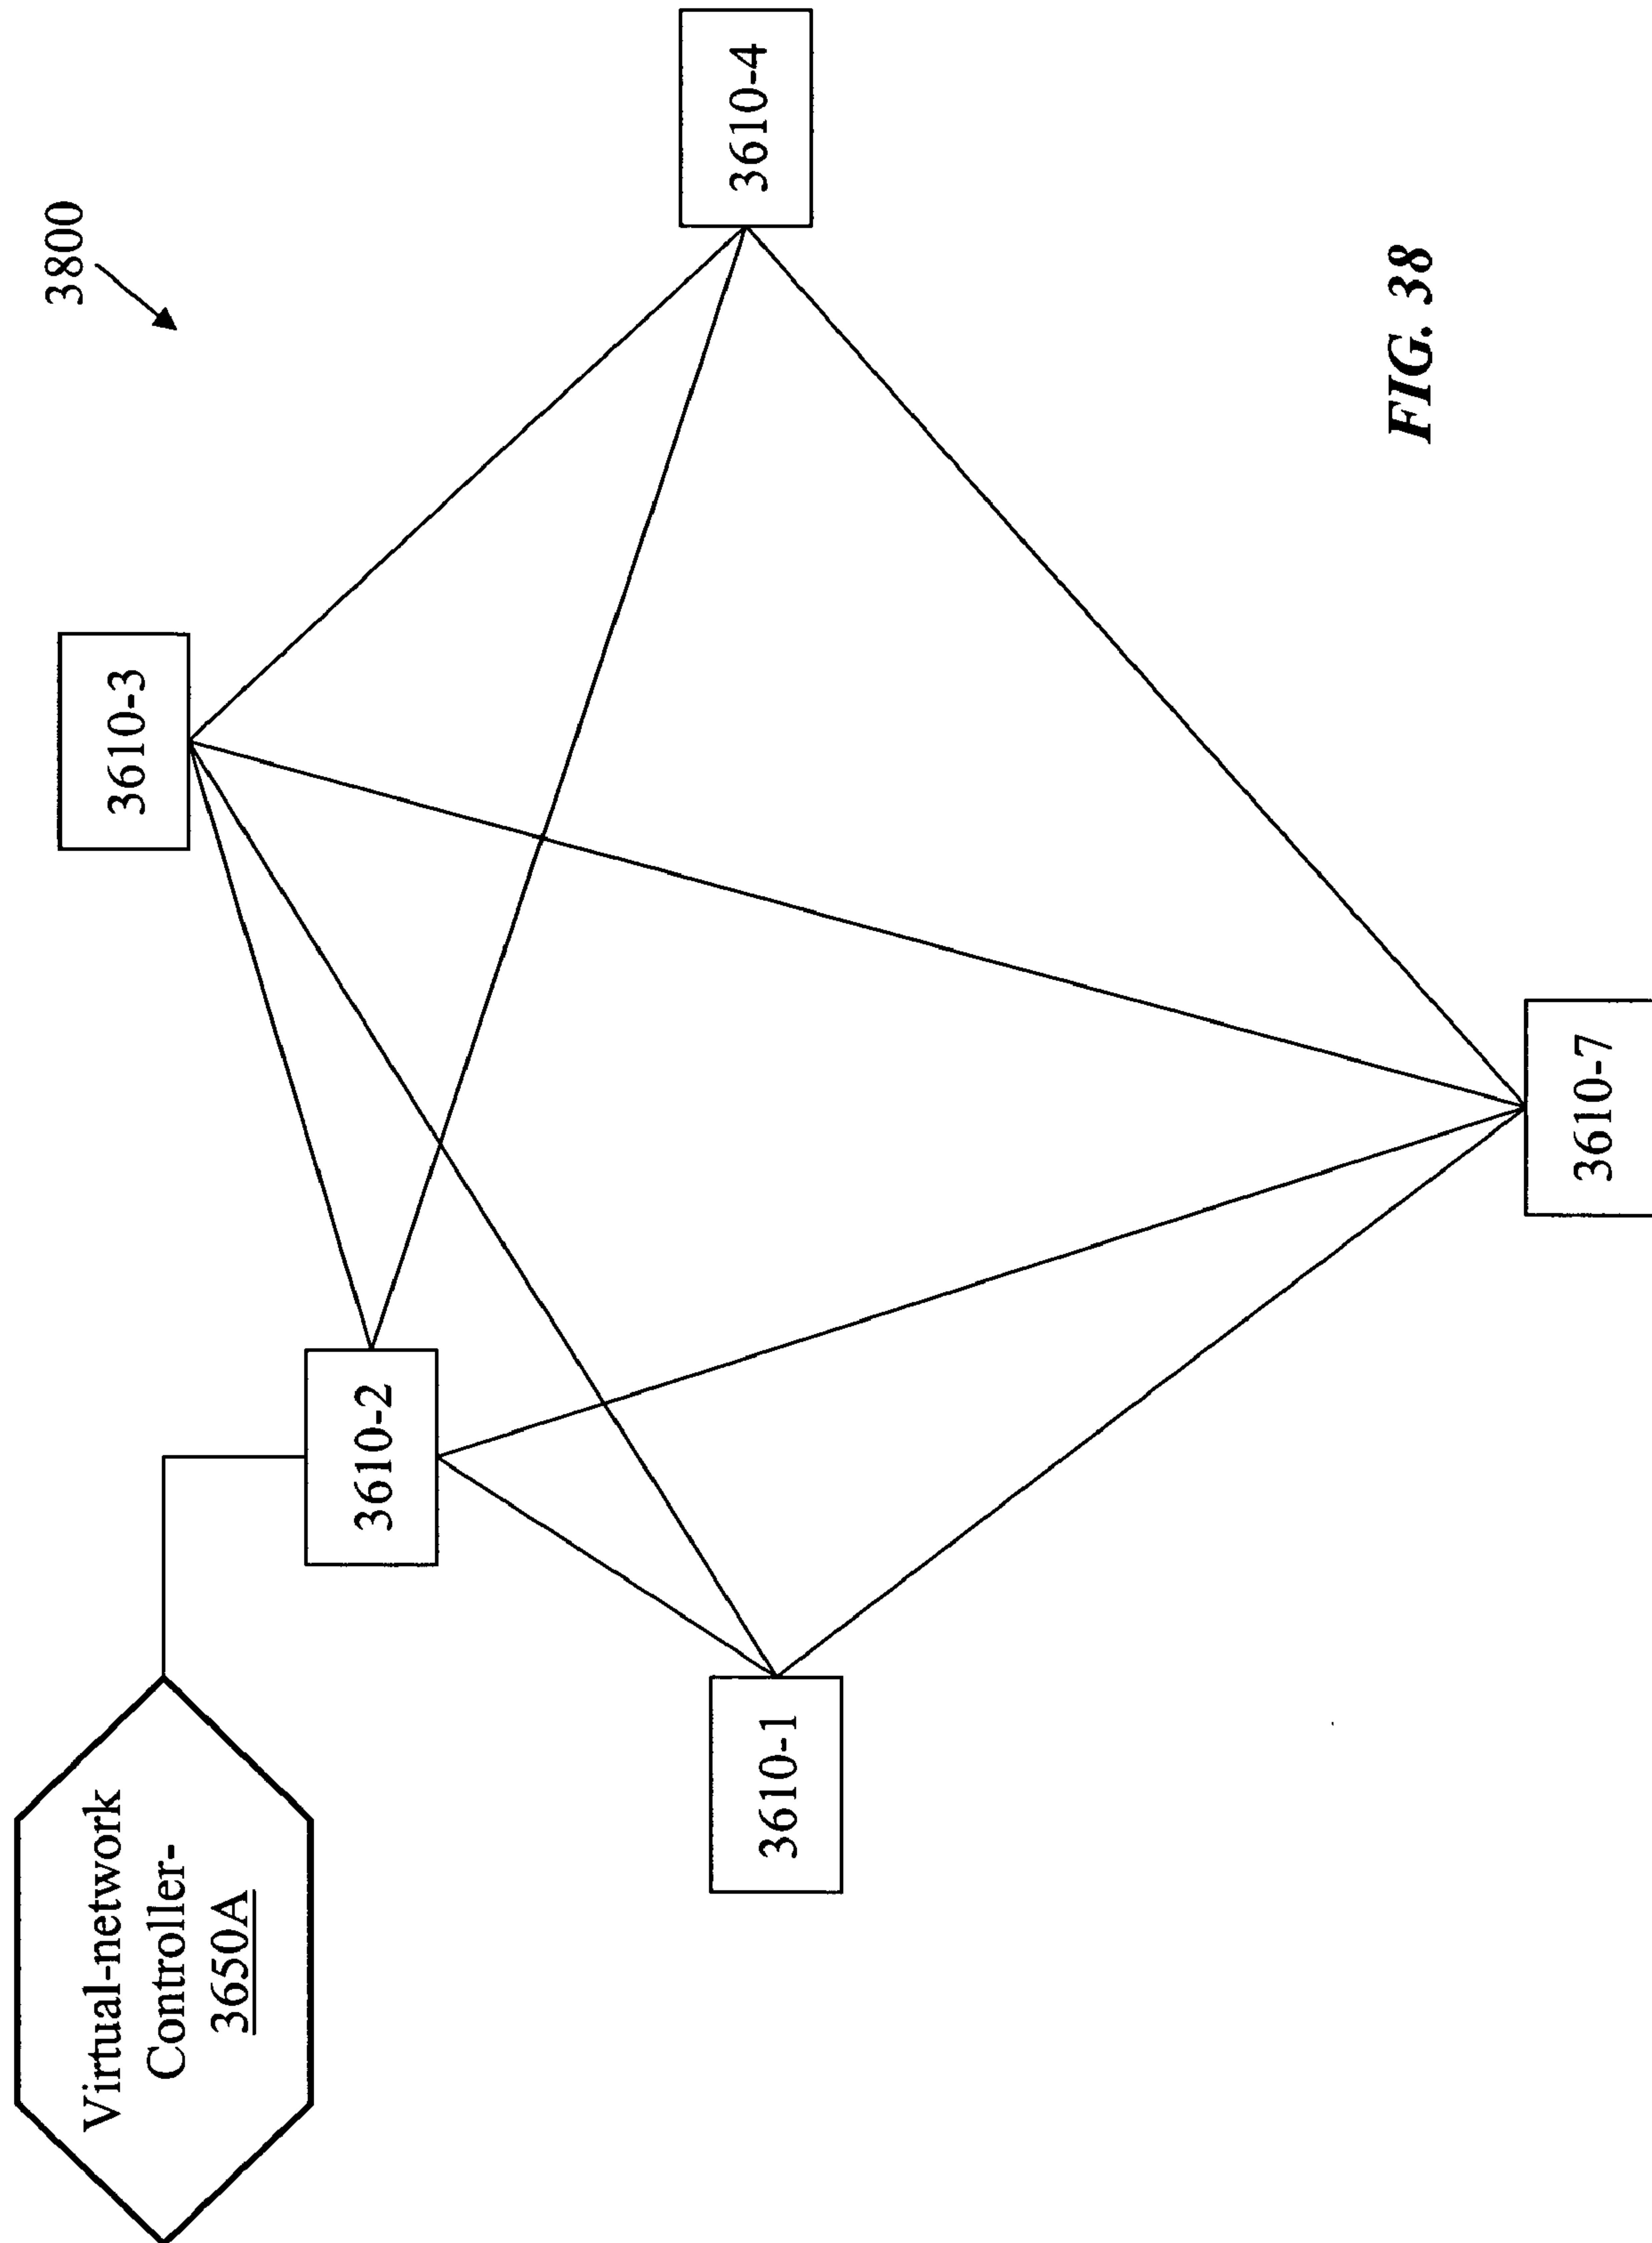 3800
Virtual-network
Controller-
3650A
3610-3
3610-2
3610-4
3610-1
3610-7
FIG. 38